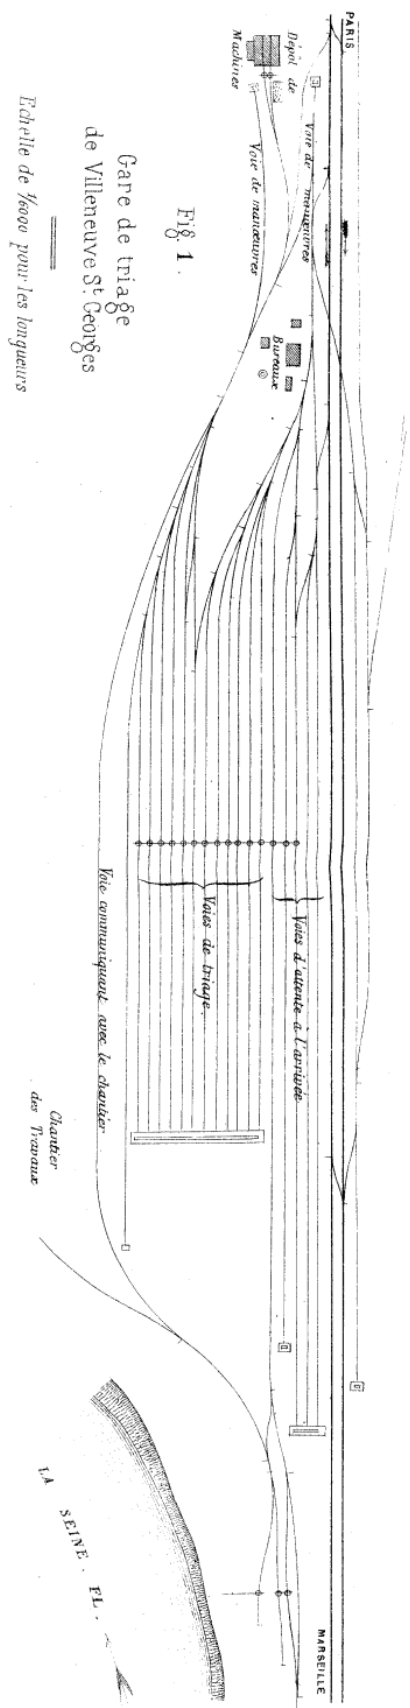 PARIS
Dépôt de
Machines
Voie de manœuvres
Voie de manœuvres
Fig. 1.
Gare de triage
de Villeneuve St. Georges
Echelle de 1/6000 pour les longueurs
Bureaux
Voies d'attente à l'arrivée
Voies de triage.
Voie communiquant avec le chantier
Chantier
des Travaux
LA SEINE. FL.
MARSEILLE